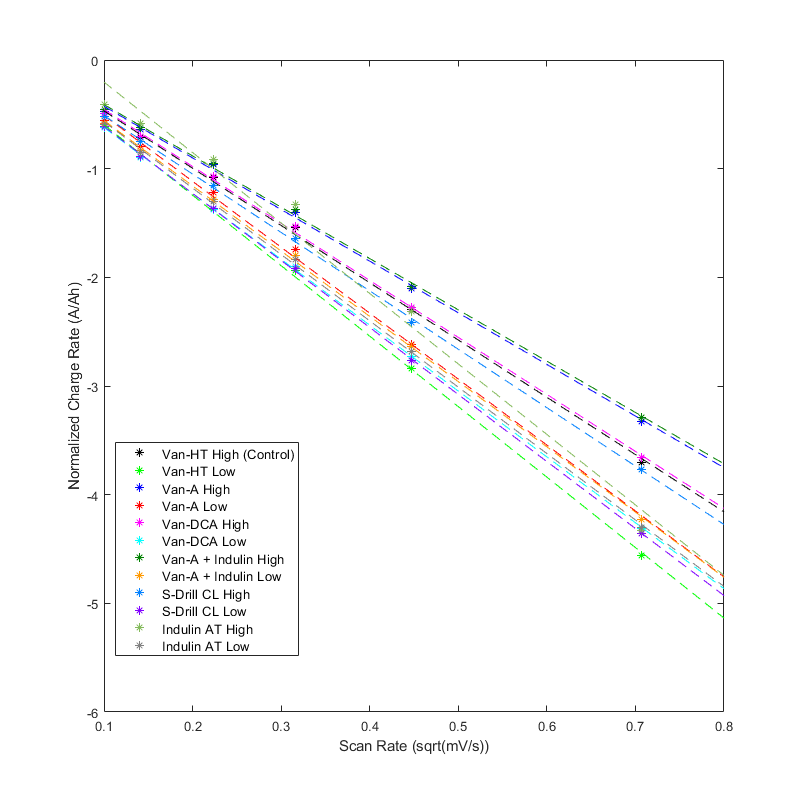 0
-1
-2
-3
-4
-5
-6
Normalized Charge Rate (A/Ah)
Van-HT High (Control)
Van-HT Low
Van-A High
Van-A Low
Van-DCA High
Van-DCA Low
Van-A + Indulin High
Van-A + Indulin Low
S-Drill CL High
S-Drill CL Low
Indulin AT High
Indulin AT Low
0.1 0.2 0.3 0.4 0.5 0.6 0.7 0.8
Scan Rate (sqrt(mV/s))